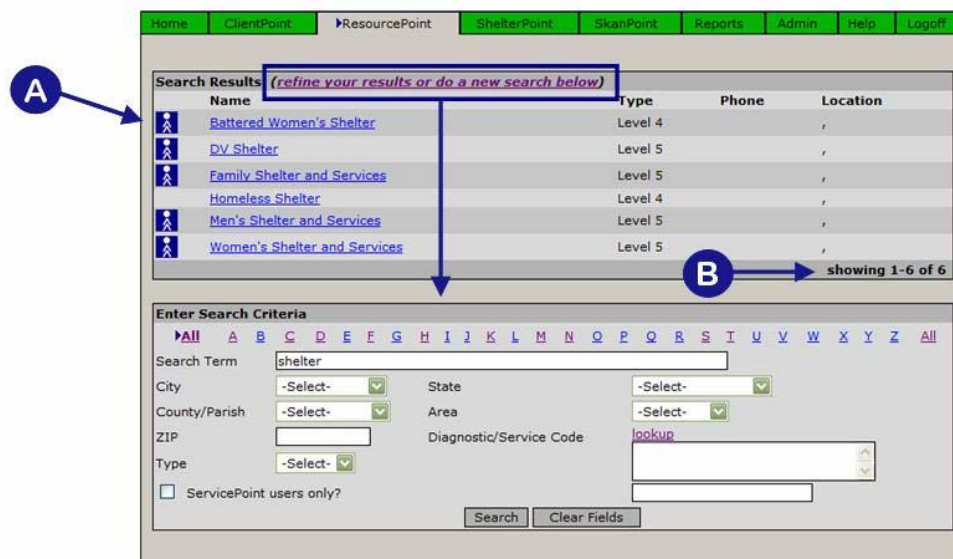 Home ClientPoint ResourcePoint ShelterPoint SkanPoint Reports Admin Help Logoff
A
Search Results (refine your results or do a new search below)
Name Type Phone Location
Battered Women's Shelter Level 4 ,
DV Shelter Level 5 ,
Family Shelter and Services Level 5 ,
Homeless Shelter Level 4 ,
Men's Shelter and Services Level 5 ,
Women's Shelter and Services Level 5 ,
B
showing 1-6 of 6
Enter Search Criteria
All A B C D E F G H I J K L M N O P Q R S T U V W X Y Z All
Search Term shelter
City -Select- State -Select-
County/Parish -Select- Area -Select-
ZIP Diagnostic/Service Code lookup
Type -Select-
ServicePoint users only?
Search Clear Fields